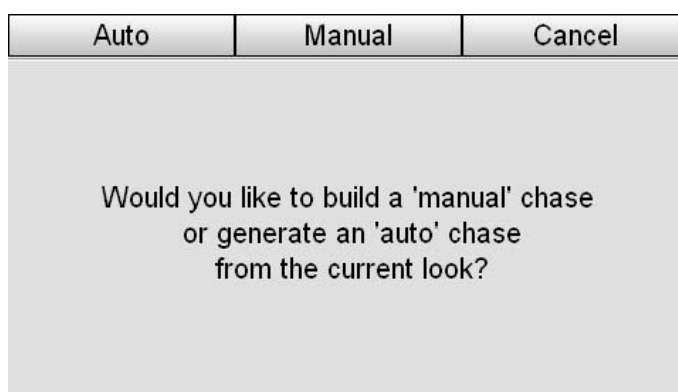 Auto Manual Cancel
Would you like to build a 'manual' chase
or generate an 'auto' chase
from the current look?